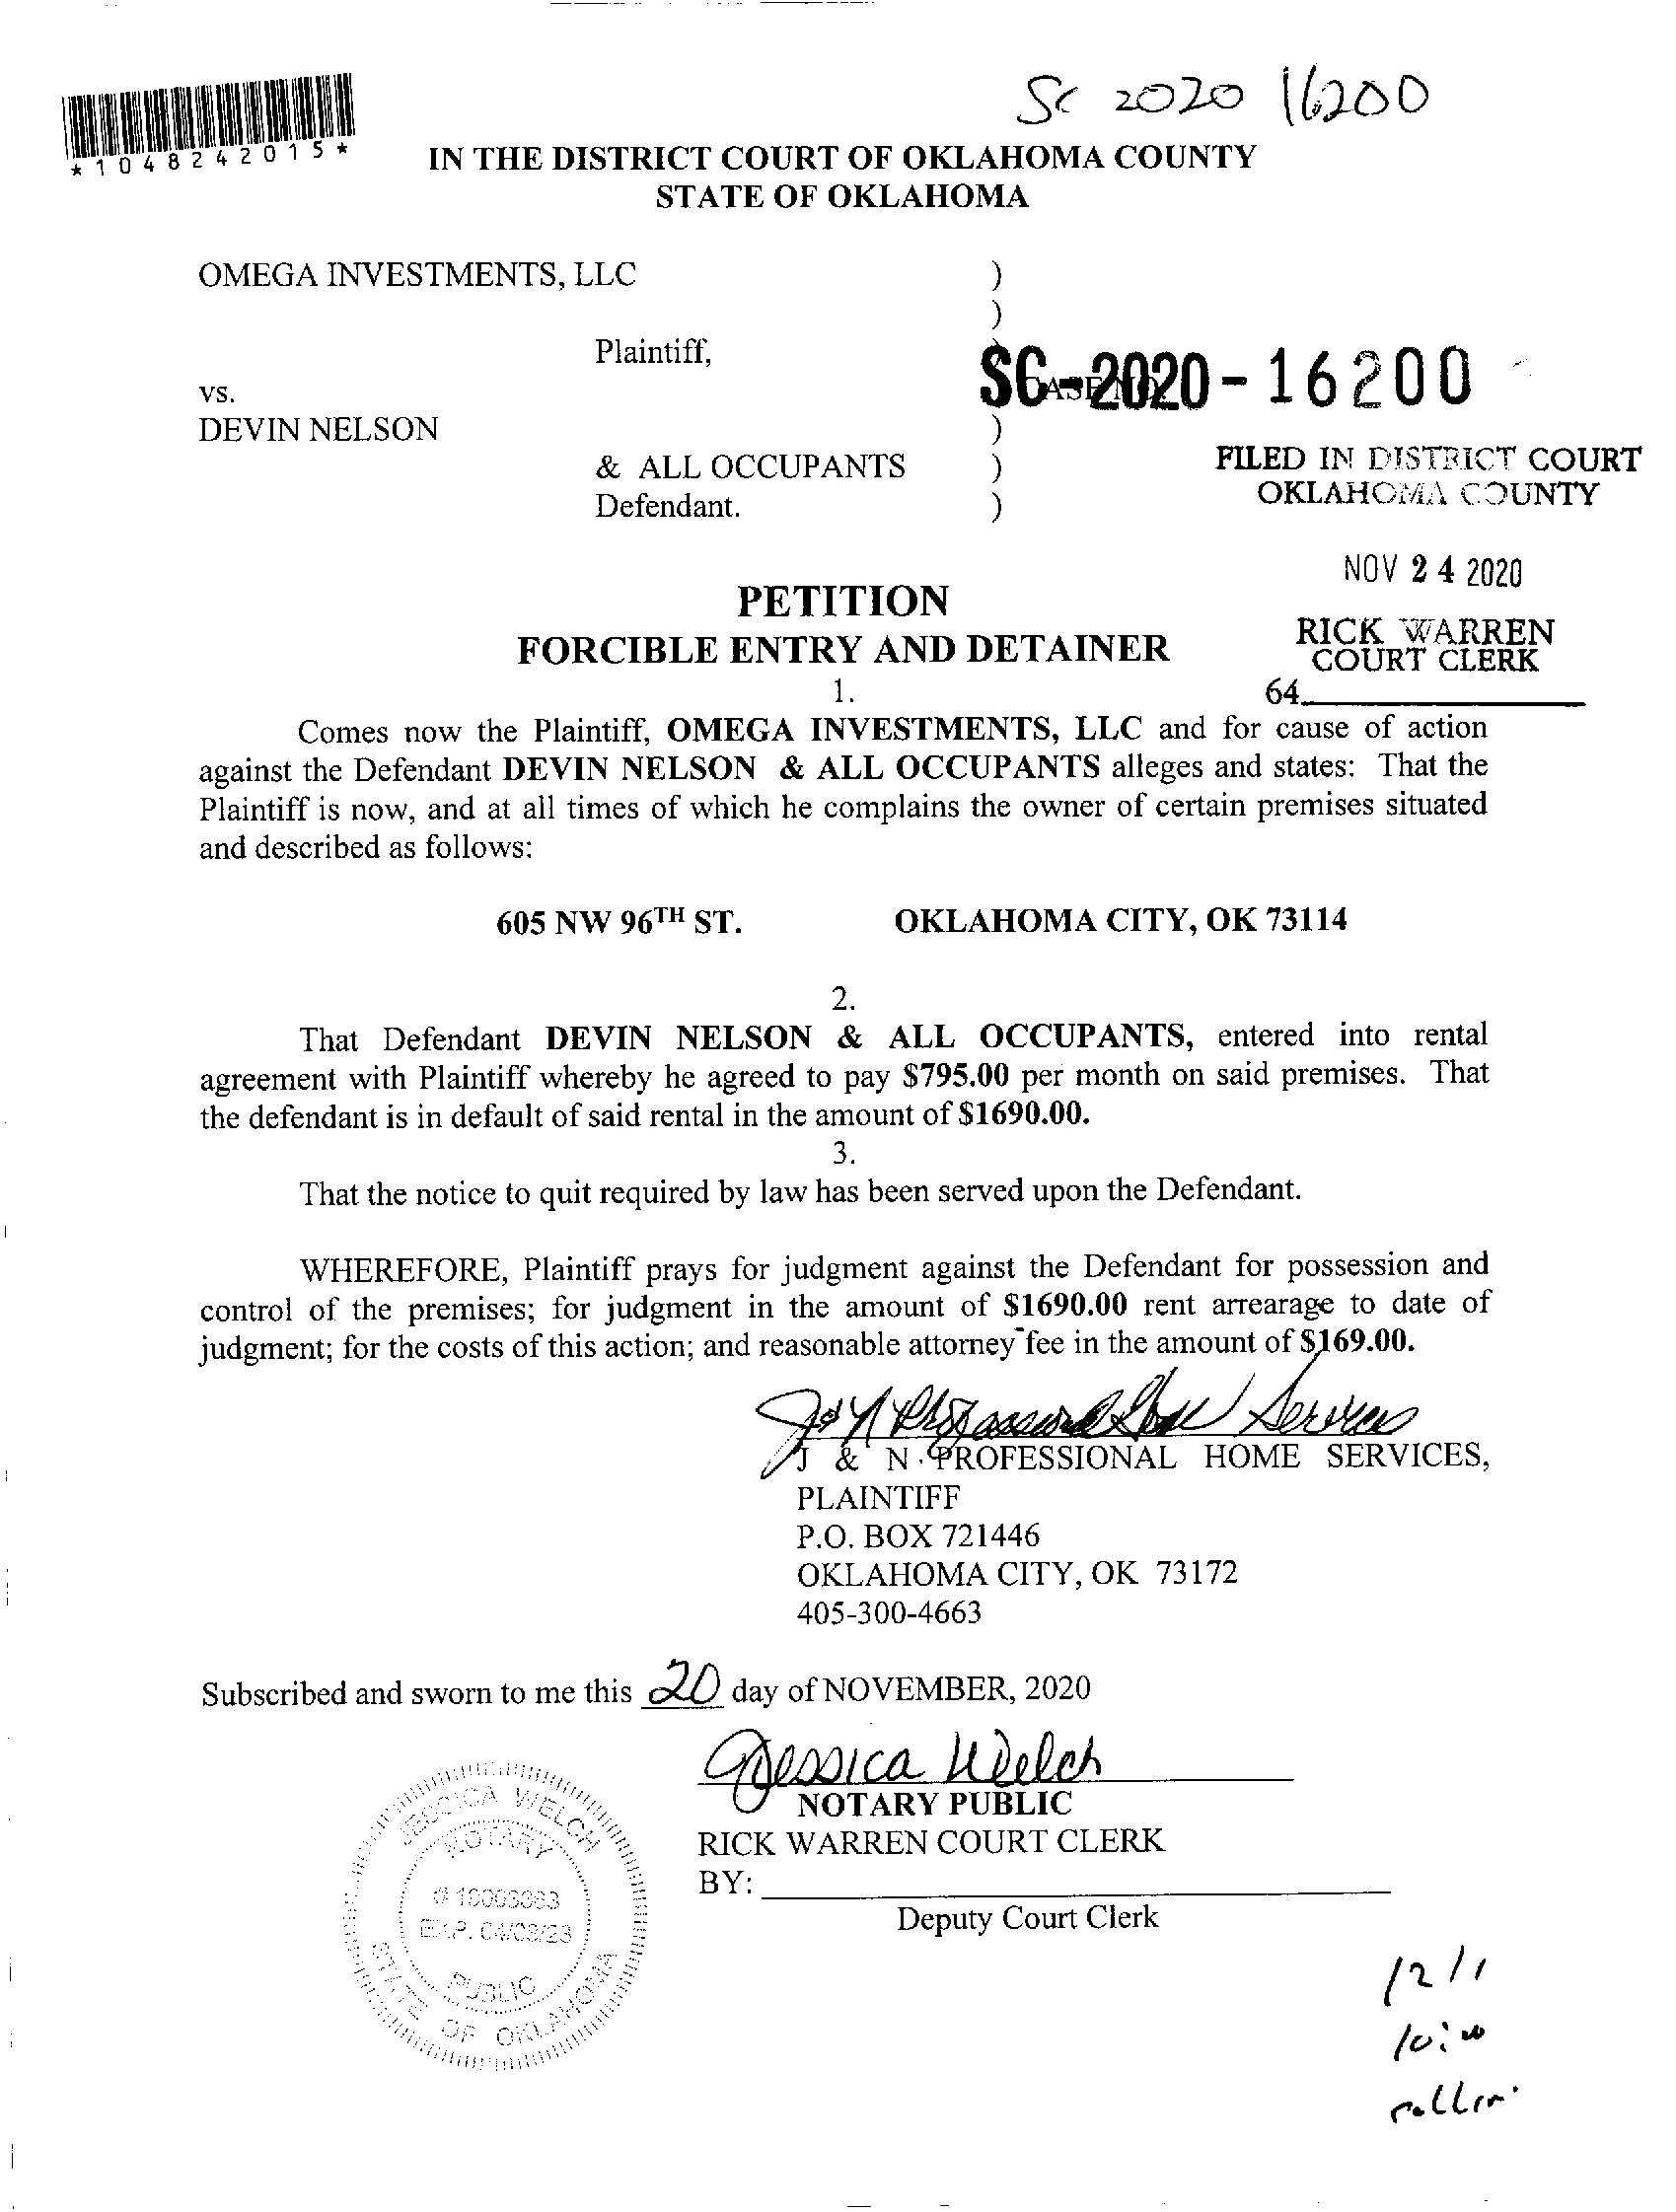 SC 2020 16200
*1048242015*
IN THE DISTRICT COURT OF OKLAHOMA COUNTY
STATE OF OKLAHOMA
OMEGA INVESTMENTS, LLC )
)
Plaintiff,
SC-2020-16200
vs.
DEVIN NELSON )
& ALL OCCUPANTS )
Defendant. )
FILED IN DISTRICT COURT
OKLAHOMA COUNTY
NOV 24 2020
RICK WARREN
COURT CLERK
64
PETITION
FORCIBLE ENTRY AND DETAINER
1.
Comes now the Plaintiff, OMEGA INVESTMENTS, LLC and for cause of action
against the Defendant DEVIN NELSON & ALL OCCUPANTS alleges and states: That the
Plaintiff is now, and at all times of which he complains the owner of certain premises situated
and described as follows:
605 NW 96TH ST. OKLAHOMA CITY, OK 73114
2.
That Defendant DEVIN NELSON & ALL OCCUPANTS, entered into rental
agreement with Plaintiff whereby he agreed to pay $795.00 per month on said premises. That
the defendant is in default of said rental in the amount of $1690.00.
3.
That the notice to quit required by law has been served upon the Defendant.
WHEREFORE, Plaintiff prays for judgment against the Defendant for possession and
control of the premises; for judgment in the amount of $1690.00 rent arrearage to date of
judgment; for the costs of this action; and reasonable attorney fee in the amount of $169.00.
J & N Professional Home Services
J & N PROFESSIONAL HOME SERVICES,
PLAINTIFF
P.O. BOX 721446
OKLAHOMA CITY, OK 73172
405-300-4663
Subscribed and sworn to me this 20 day of NOVEMBER, 2020
Jessica Welch
NOTARY PUBLIC
RICK WARREN COURT CLERK
BY:
Deputy Court Clerk
JESSICA WELCH
NOTARY
PUBLIC
STATE OF OKLAHOMA
12/1